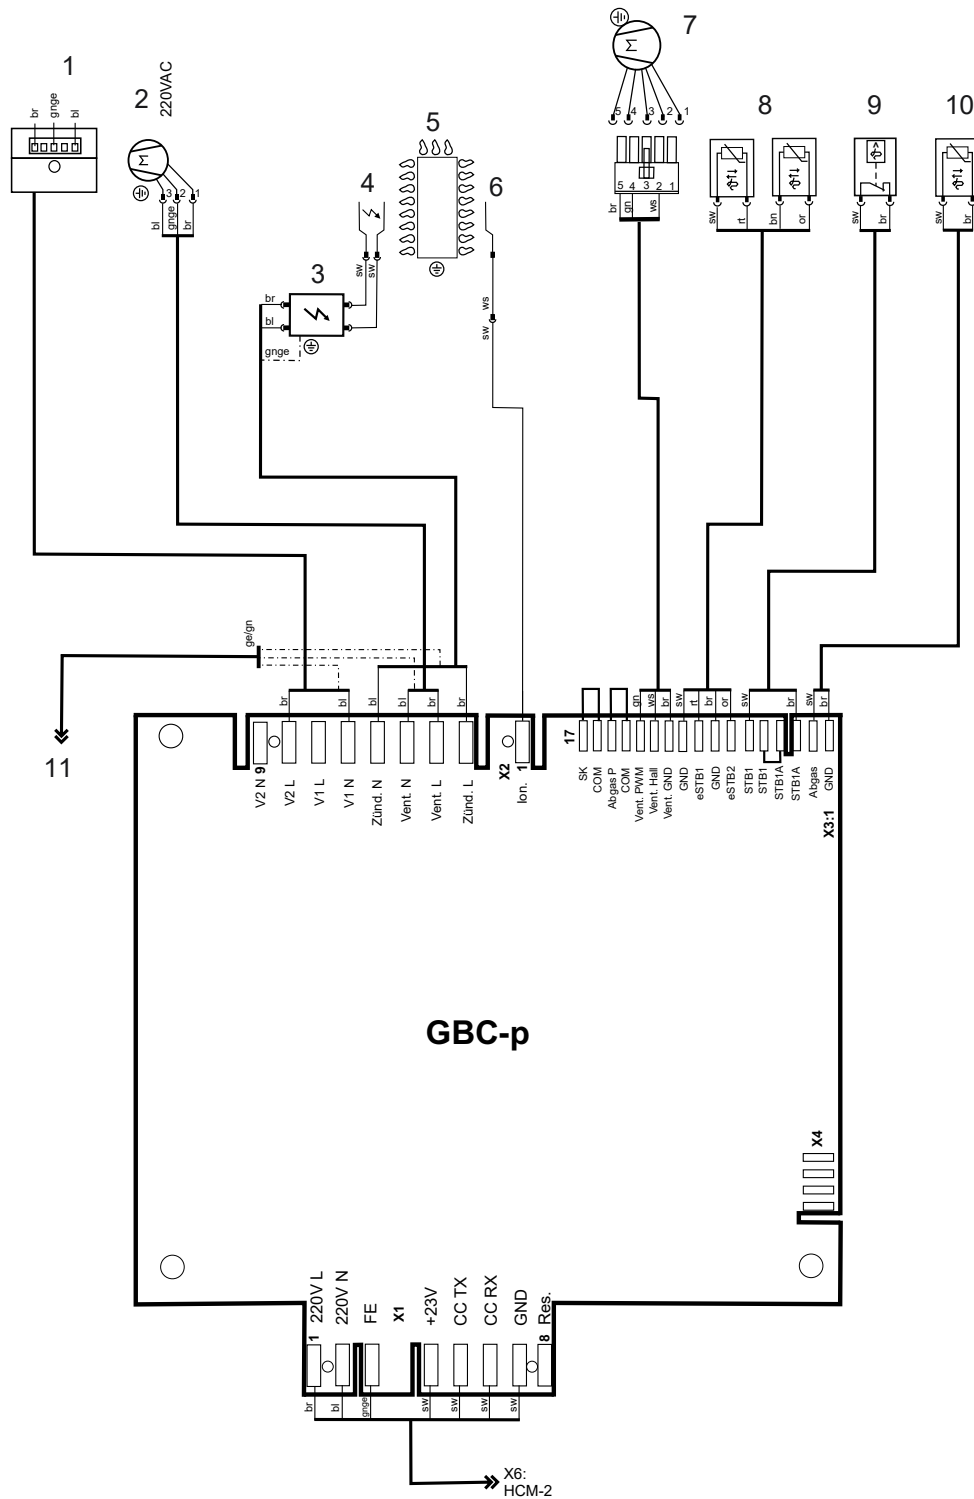 1
2
220VAC
3
4
5
6
7
8
9
10
br
gnge
bl
Σ
3 2 1
bl
gnge
br
br
bl
gnge
sw
sw
ws
sw
Σ
5 4 3 2 1
5 4 3 2 1
br
gn
ws
sw
rt
bn
or
sw
br
sw
br
ge/gn
11
br
bl
bl
bl
br
br
gn
ws
br
sw
rt
br
or
sw
br
sw
br
V2 N
9
V2 L
V1 L
V1 N
Zünd. N
Vent. N
Vent. L
Zünd. L
X2
1
Ion.
17
SK
COM
Abgas P
COM
Vent. PWM
Vent. Hall
Vent. GND
GND
eSTB1
GND
eSTB2
STB1
STB1
STB1A
STB1A
Abgas
GND
X3:1
GBC-p
X4
1
220V L
220V N
FE
X1
+23V
CC TX
CC RX
GND
8
Res.
br
bl
gnge
sw
sw
sw
sw
X6:
HCM-2